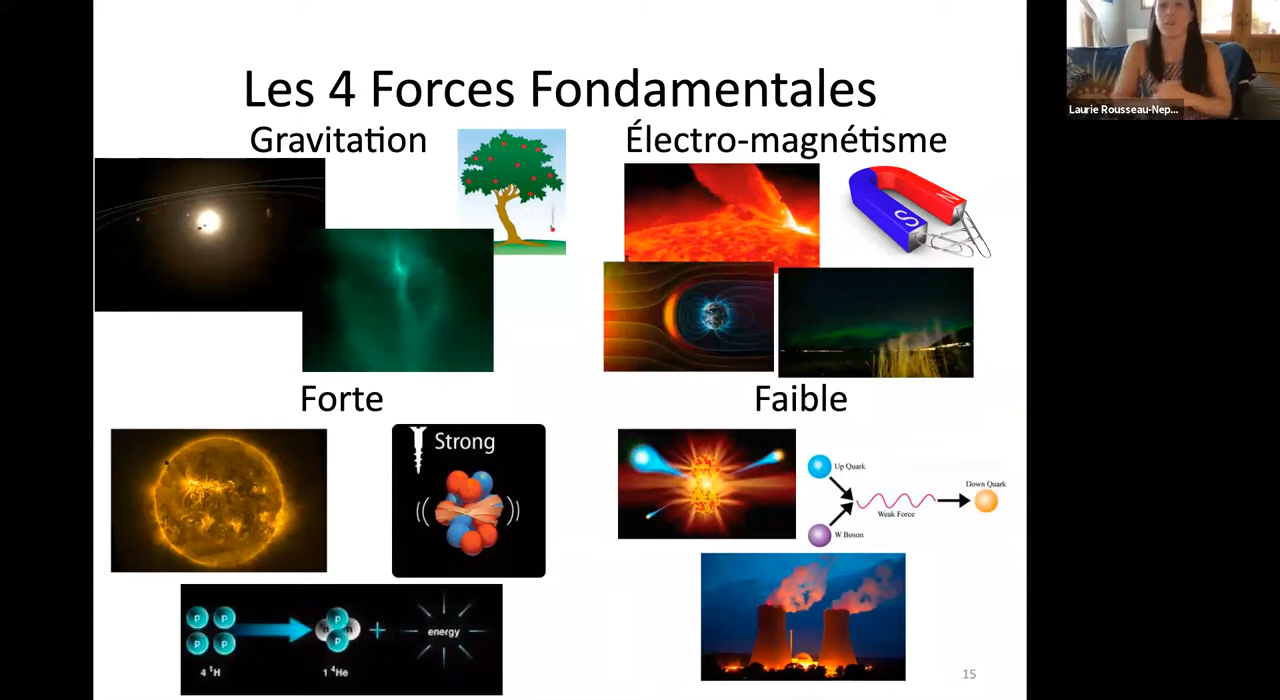 Les 4 Forces Fondamentales
Gravitation
Électro-magnétisme
N
S
Laurie Rousseau-Nep...
Forte
Faible
Strong
Up Quark
Down Quark
Weak Force
W Boson
p p
p p
p
n n
p
+
energy
4 ¹H
1 ⁴He
15